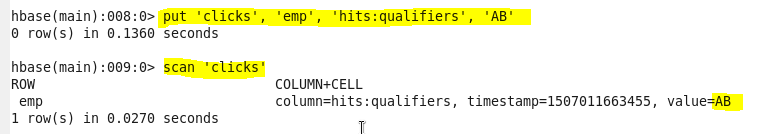 hbase(main):008:0> put 'clicks', 'emp', 'hits:qualifiers', 'AB'
0 row(s) in 0.1360 seconds
hbase(main):009:0> scan 'clicks'
ROW COLUMN+CELL
emp column=hits:qualifiers, timestamp=1507011663455, value=AB
1 row(s) in 0.0270 seconds